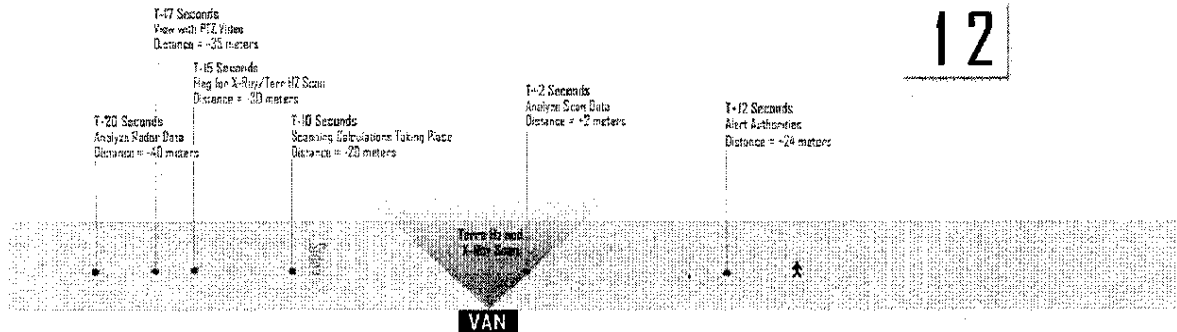 T-17 Seconds
View with PTZ Video
Distance = -35 meters
12
T-15 Seconds
Flag for X-Ray/Terr HZ Scan
Distance = -30 meters
T-20 Seconds
Analyze Radar Data
Distance = -40 meters
T-10 Seconds
Scanning Calculations Taking Place
Distance = -20 meters
T-+2 Seconds
Analyze Scan Data
Distance = +2 meters
T-+12 Seconds
Alert Authorities
Distance = +24 meters
Terra Hz and
X-Ray Scan
VAN